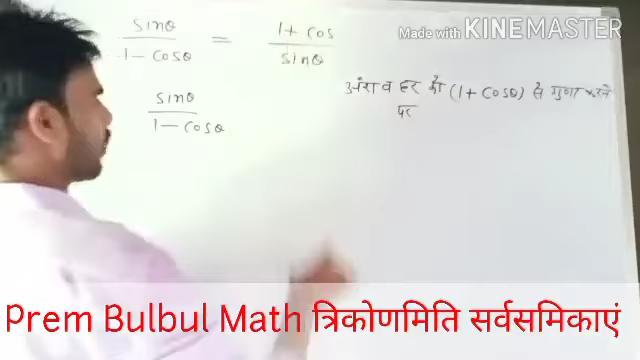 Made with KINEMASTER
sinθ / 1 - cosθ = 1 + cos / sinθ
अंश व हर को (1 + cosθ) से गुणा करने
पर
sinθ / 1 - cosθ
Prem Bulbul Math त्रिकोणमिति सर्वसमिकाएं